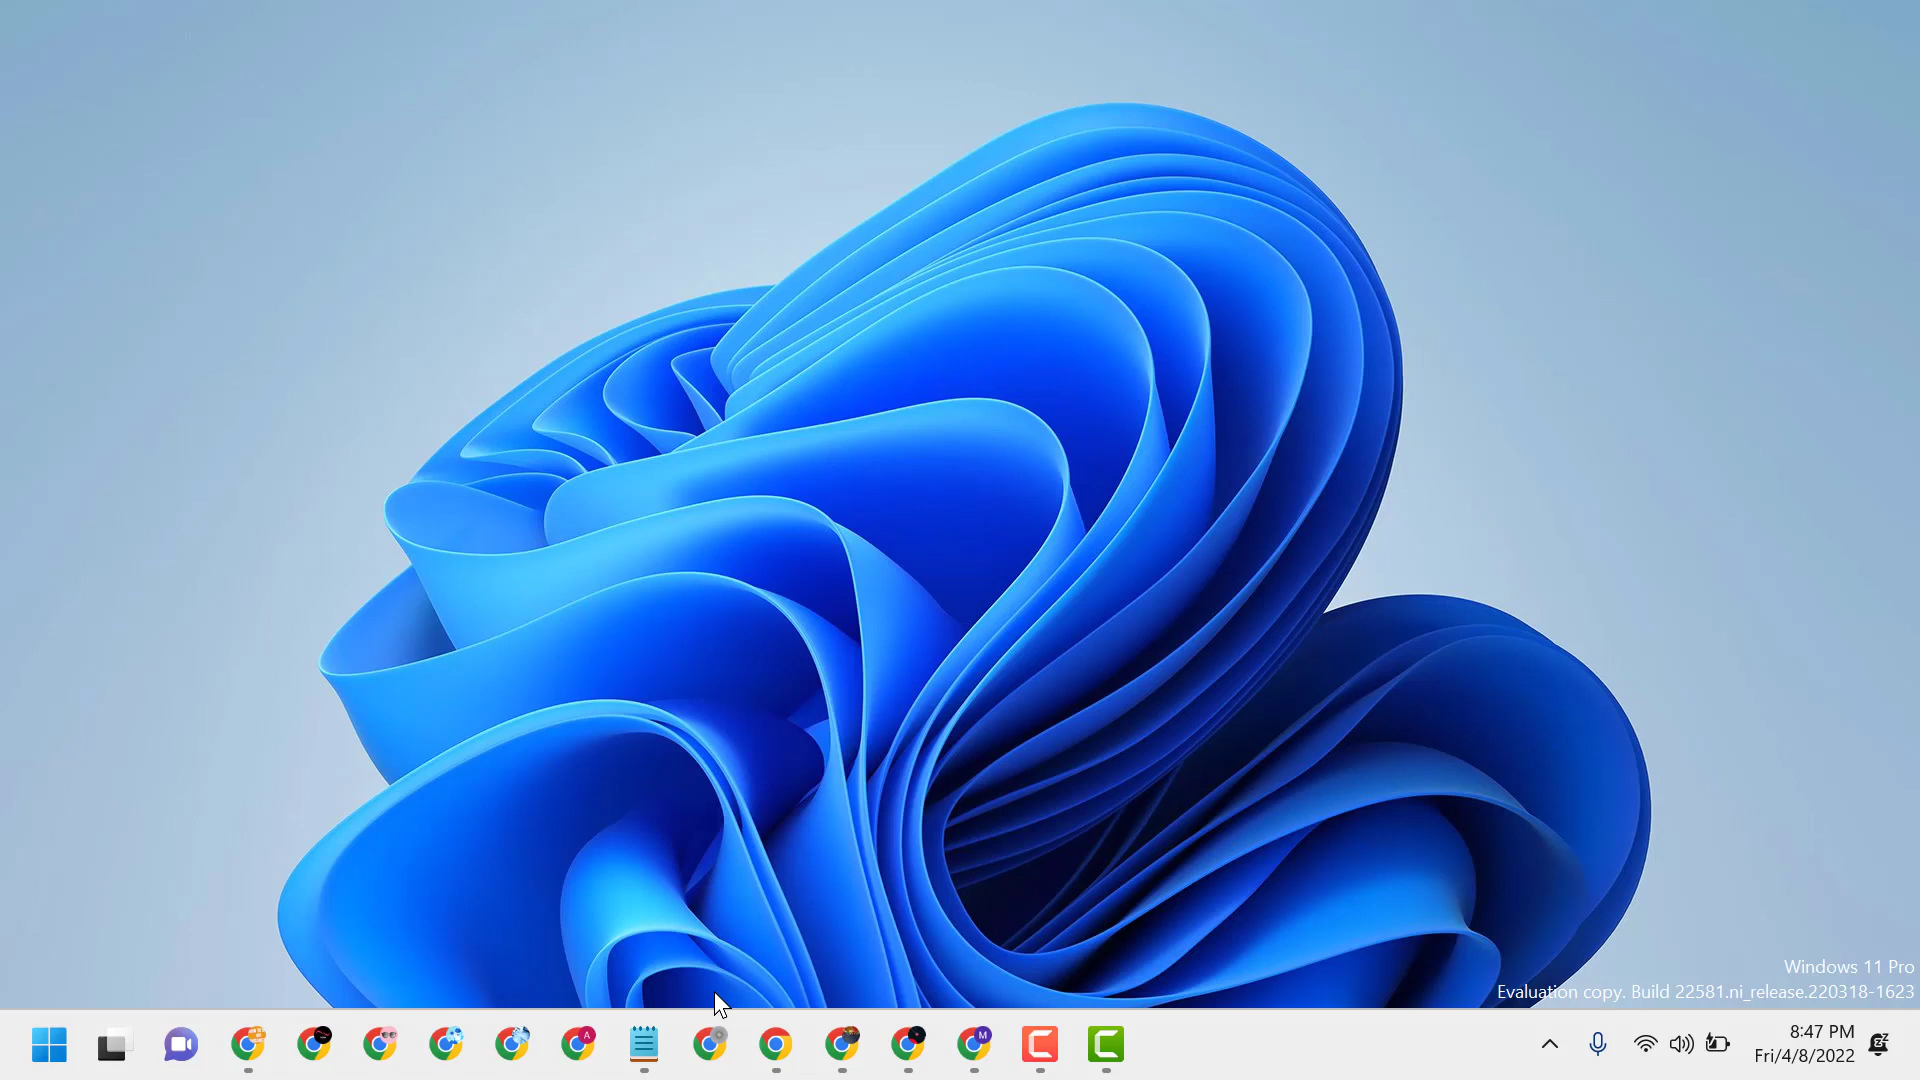 Windows 11 Pro
Evaluation copy. Build 22581.ni_release.220318-1623
A
M
8:47 PM
Fri/4/8/2022